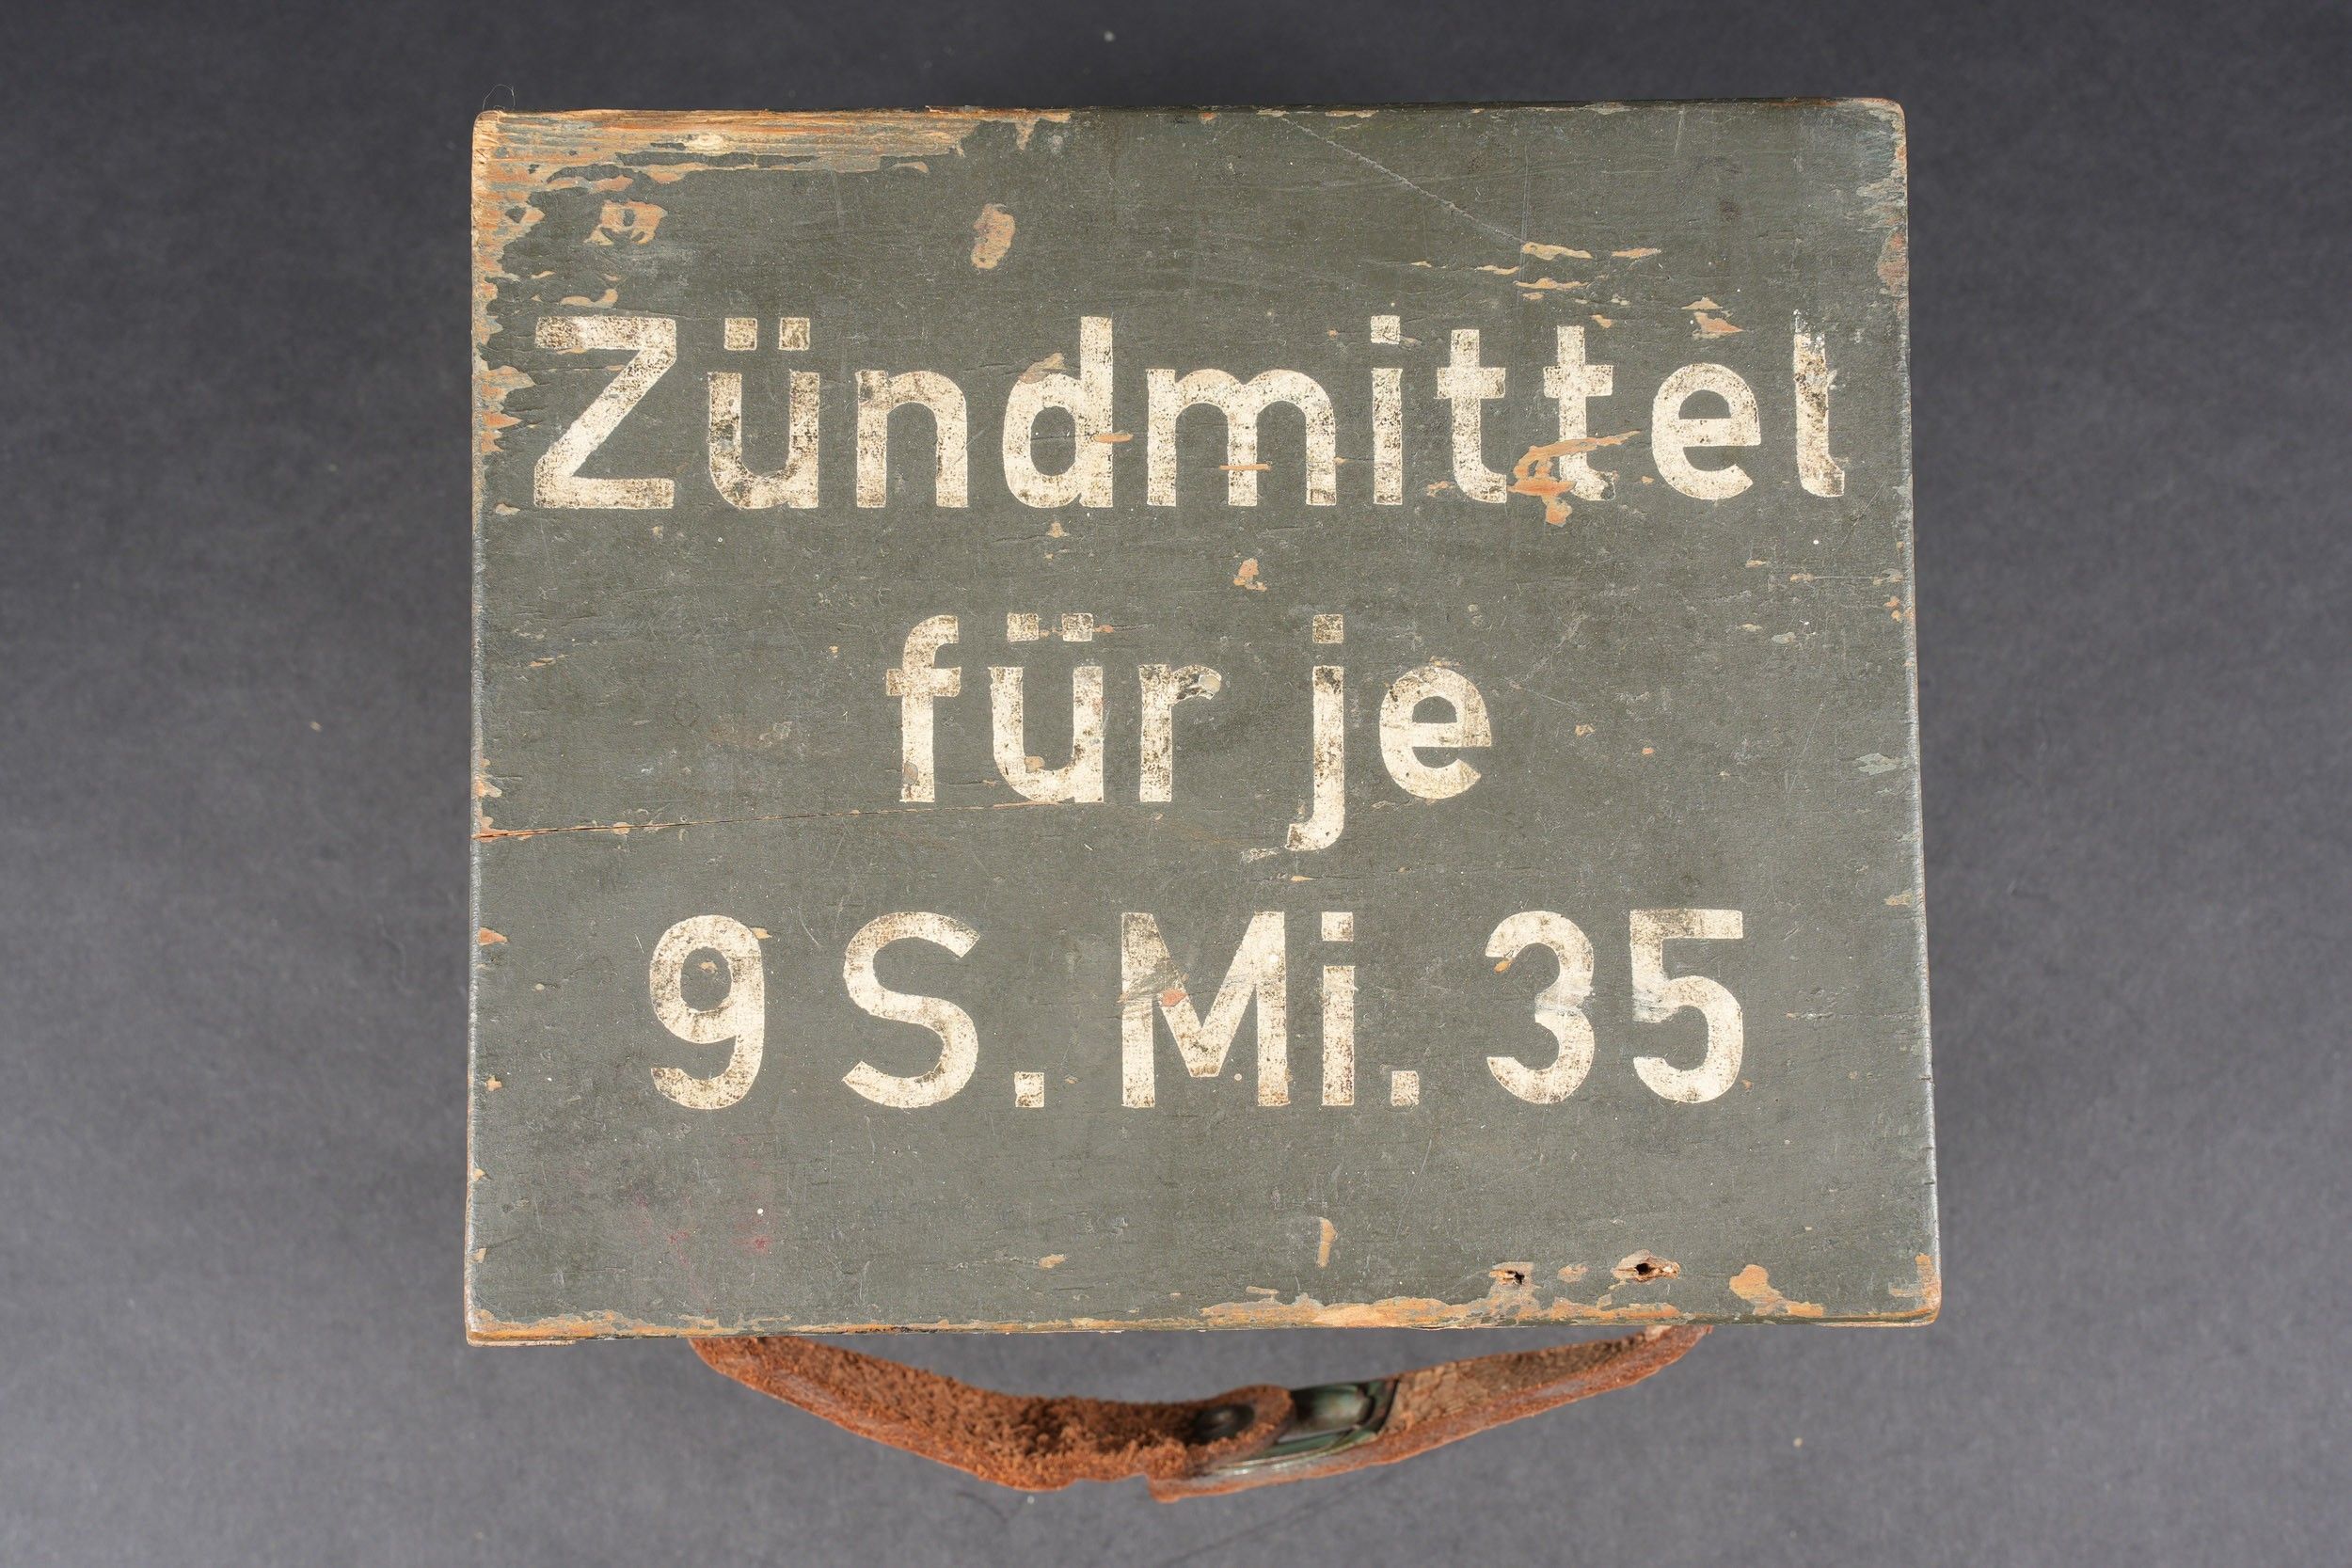 Zündmittel
für je
9 S. Mi. 35